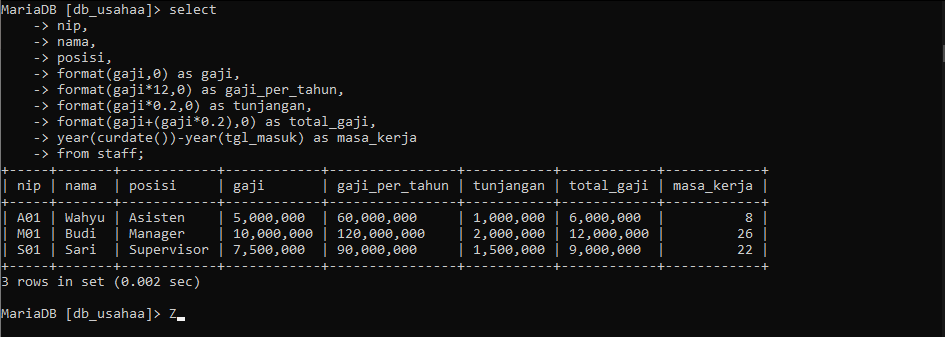 MariaDB [db_usahaa]> select
    -> nip,
    -> nama,
    -> posisi,
    -> format(gaji,0) as gaji,
    -> format(gaji*12,0) as gaji_per_tahun,
    -> format(gaji*0.2,0) as tunjangan,
    -> format(gaji+(gaji*0.2),0) as total_gaji,
    -> year(curdate())-year(tgl_masuk) as masa_kerja
    -> from staff;
+-----+-------+------------+------------+----------------+-----------+------------+------------+
| nip | nama  | posisi     | gaji       | gaji_per_tahun | tunjangan | total_gaji | masa_kerja |
+-----+-------+------------+------------+----------------+-----------+------------+------------+
| A01 | Wahyu | Asisten    | 5,000,000  | 60,000,000     | 1,000,000 | 6,000,000  |          8 |
| M01 | Budi  | Manager    | 10,000,000 | 120,000,000    | 2,000,000 | 12,000,000 |         26 |
| S01 | Sari  | Supervisor | 7,500,000  | 90,000,000     | 1,500,000 | 9,000,000  |         22 |
+-----+-------+------------+------------+----------------+-----------+------------+------------+
3 rows in set (0.002 sec)

MariaDB [db_usahaa]> Z